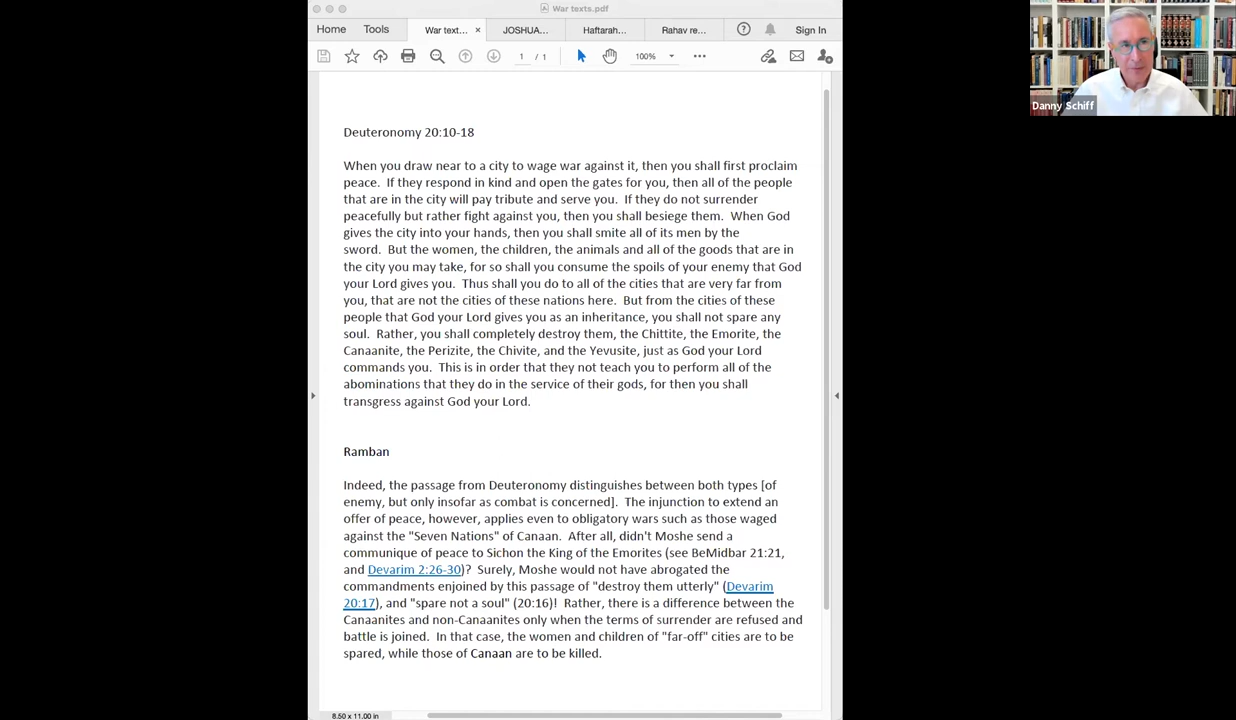 War texts.pdf
Home
Tools
War text...
×
JOSHUA...
Haftarah...
Rahav re...
Sign In
1 / 1
100%
Danny Schiff
Deuteronomy 20:10-18
When you draw near to a city to wage war against it, then you shall first proclaim
peace. If they respond in kind and open the gates for you, then all of the people
that are in the city will pay tribute and serve you. If they do not surrender
peacefully but rather fight against you, then you shall besiege them. When God
gives the city into your hands, then you shall smite all of its men by the
sword. But the women, the children, the animals and all of the goods that are in
the city you may take, for so shall you consume the spoils of your enemy that God
your Lord gives you. Thus shall you do to all of the cities that are very far from
you, that are not the cities of these nations here. But from the cities of these
people that God your Lord gives you as an inheritance, you shall not spare any
soul. Rather, you shall completely destroy them, the Chittite, the Emorite, the
Canaanite, the Perizite, the Chivite, and the Yevusite, just as God your Lord
commands you. This is in order that they not teach you to perform all of the
abominations that they do in the service of their gods, for then you shall
transgress against God your Lord.
Ramban
Indeed, the passage from Deuteronomy distinguishes between both types [of
enemy, but only insofar as combat is concerned]. The injunction to extend an
offer of peace, however, applies even to obligatory wars such as those waged
against the "Seven Nations" of Canaan. After all, didn't Moshe send a
communique of peace to Sichon the King of the Emorites (see BeMidbar 21:21,
and Devarim 2:26-30)? Surely, Moshe would not have abrogated the
commandments enjoined by this passage of "destroy them utterly" (Devarim
20:17), and "spare not a soul" (20:16)! Rather, there is a difference between the
Canaanites and non-Canaanites only when the terms of surrender are refused and
battle is joined. In that case, the women and children of "far-off" cities are to be
spared, while those of Canaan are to be killed.
8.50 x 11.00 in